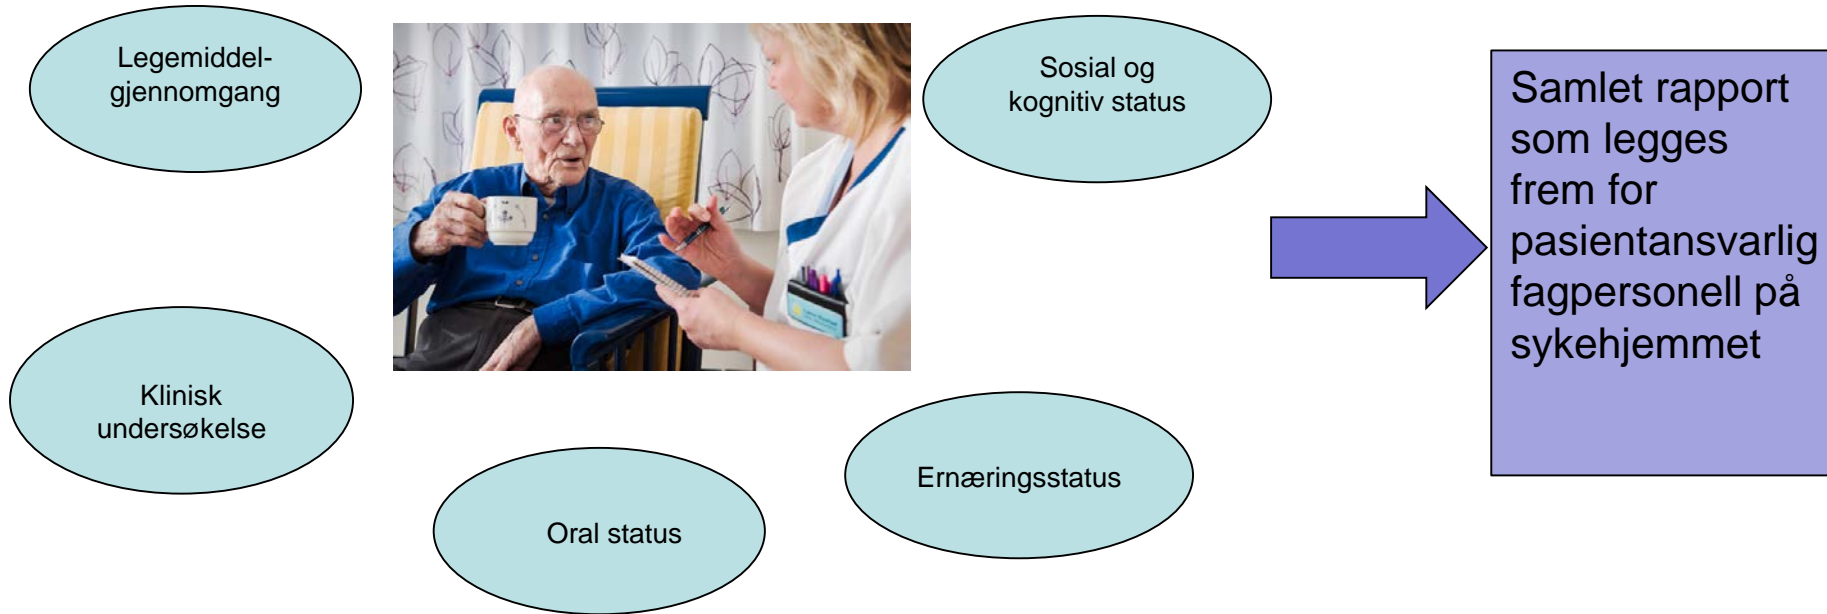 Legemiddel-
gjennomgang
Sosial og
kognitiv status
Samlet rapport
som legges
frem for
pasientansvarlig
fagpersonell på
sykehjemmet
Klinisk
undersøkelse
Ernæringsstatus
Oral status